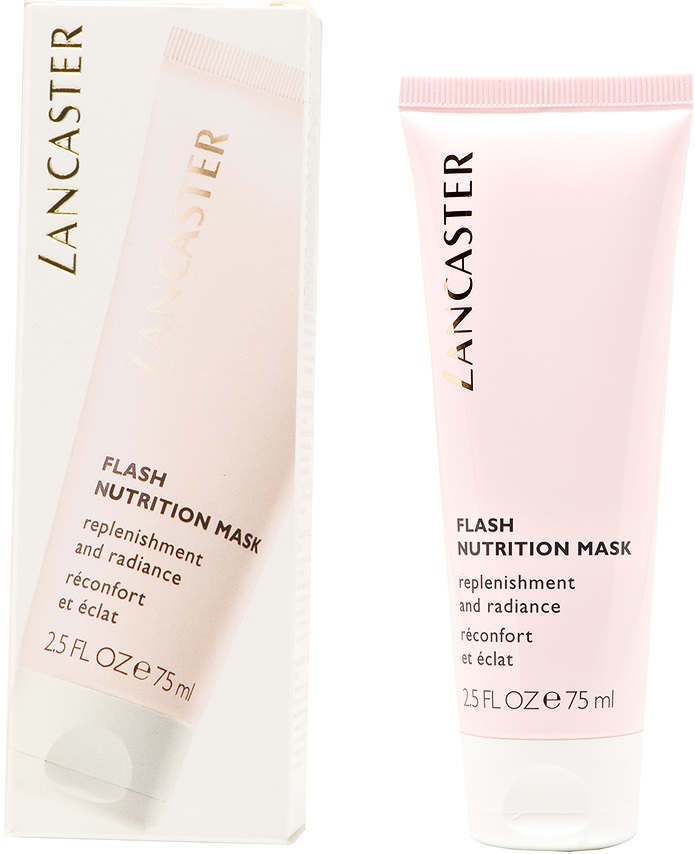 LANCASTER
LANCASTER
FLASH
NUTRITION MASK
replenishment
and radiance
réconfort
et éclat
2.5 FL OZ e 75 ml
LANCASTER
FLASH
NUTRITION MASK
replenishment
and radiance
réconfort
et éclat
2.5 FL OZ e 75 ml